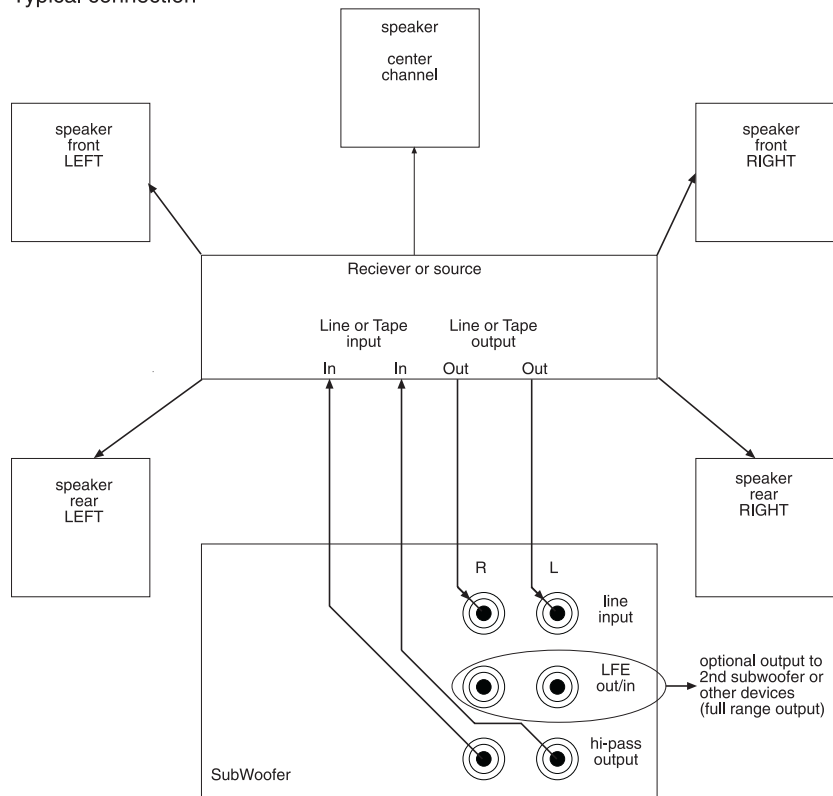 Typical connection
speaker
center
channel
speaker
front
LEFT
speaker
front
RIGHT
Reciever or source
Line or Tape
input
Line or Tape
output
In
In
Out
Out
speaker
rear
LEFT
speaker
rear
RIGHT
R
L
line
input
LFE
out/in
optional output to
2nd subwoofer or
other devices
(full range output)
hi-pass
output
SubWoofer